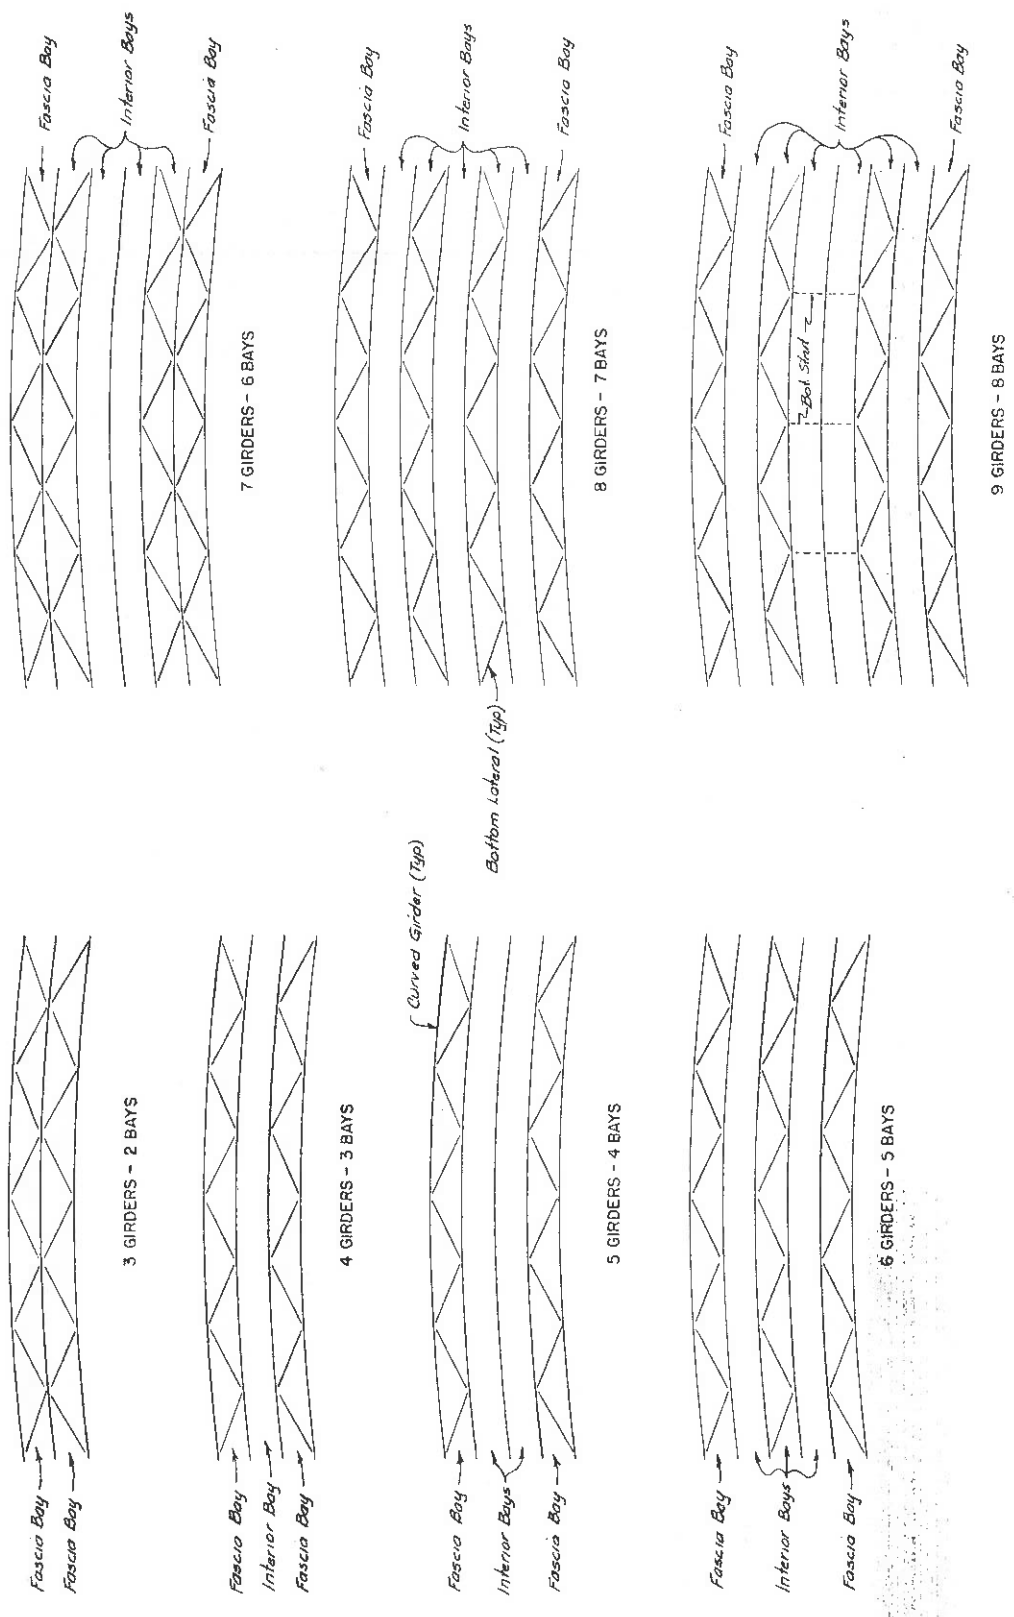 Fascia Bay
Interior Bays
Fascia Bay
7 GIRDERS - 6 BAYS
Fascia Bay
Interior Bays
Fascia Bay
Bottom Lateral (Typ)
8 GIRDERS - 7 BAYS
Fascia Bay
Interior Bays
Fascia Bay
Bot. Strut
9 GIRDERS - 8 BAYS
Fascia Bay
Fascia Bay
3 GIRDERS - 2 BAYS
Fascia Bay
Interior Bay
Fascia Bay
4 GIRDERS - 3 BAYS
Curved Girder (Typ)
Fascia Bay
Interior Bays
Fascia Bay
5 GIRDERS - 4 BAYS
Fascia Bay
Interior Bays
Fascia Bay
6 GIRDERS - 5 BAYS